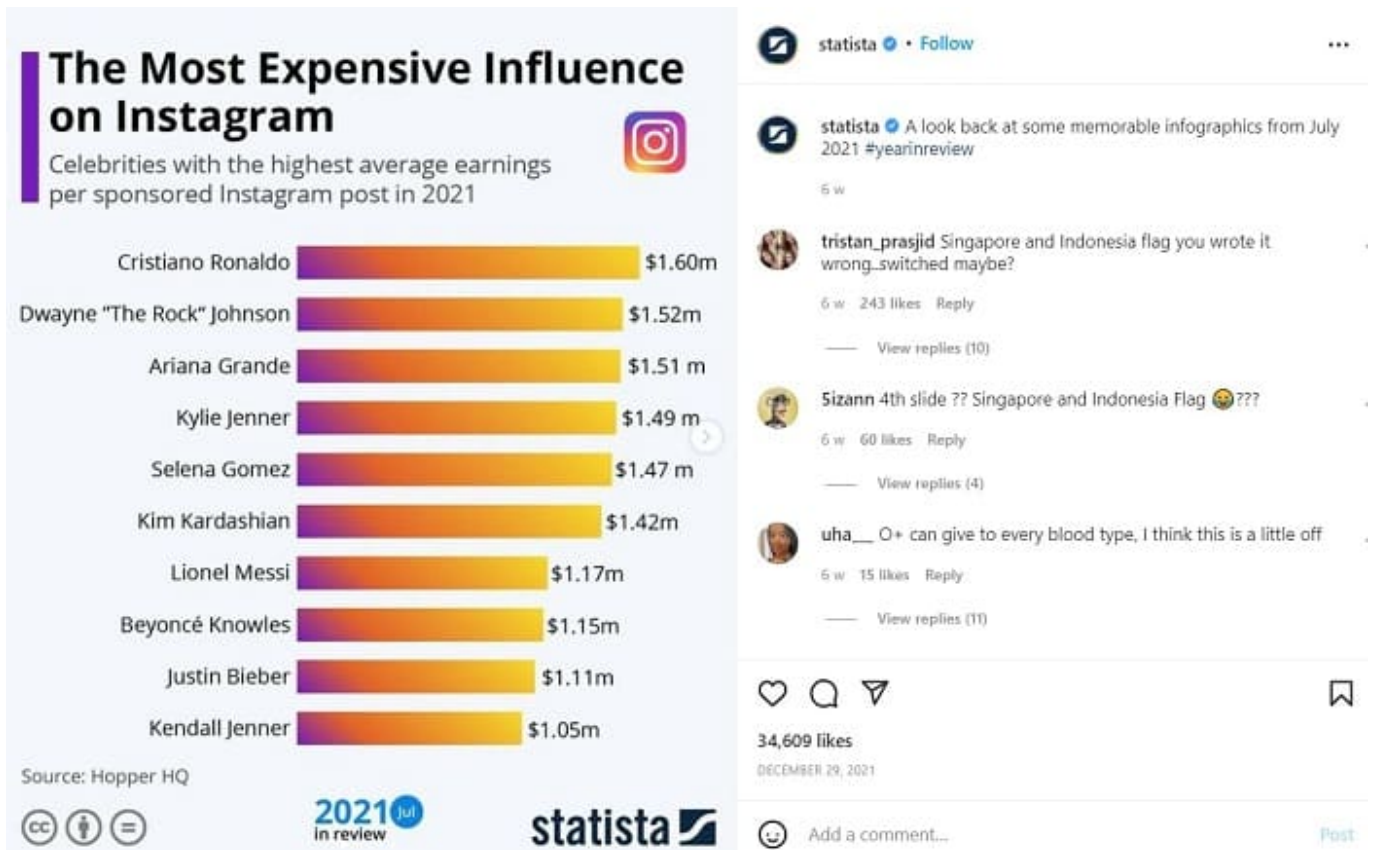 The Most Expensive Influence
on Instagram
Celebrities with the highest average earnings
per sponsored Instagram post in 2021
Cristiano Ronaldo $1.60m
Dwayne "The Rock" Johnson $1.52m
Ariana Grande $1.51 m
Kylie Jenner $1.49 m
Selena Gomez $1.47 m
Kim Kardashian $1.42m
Lionel Messi $1.17m
Beyoncé Knowles $1.15m
Justin Bieber $1.11m
Kendall Jenner $1.05m
Source: Hopper HQ
cc
2021 Jul
in review
statista
statista • Follow
statista A look back at some memorable infographics from July
2021 #yearinreview
6 w
tristan_prasjid Singapore and Indonesia flag you wrote it
wrong..switched maybe?
6 w 243 likes Reply
View replies (10)
5izann 4th slide ?? Singapore and Indonesia Flag 😂???
6 w 60 likes Reply
View replies (4)
uha__ O+ can give to every blood type, I think this is a little off
6 w 15 likes Reply
View replies (11)
34,609 likes
DECEMBER 29, 2021
Add a comment...
Post